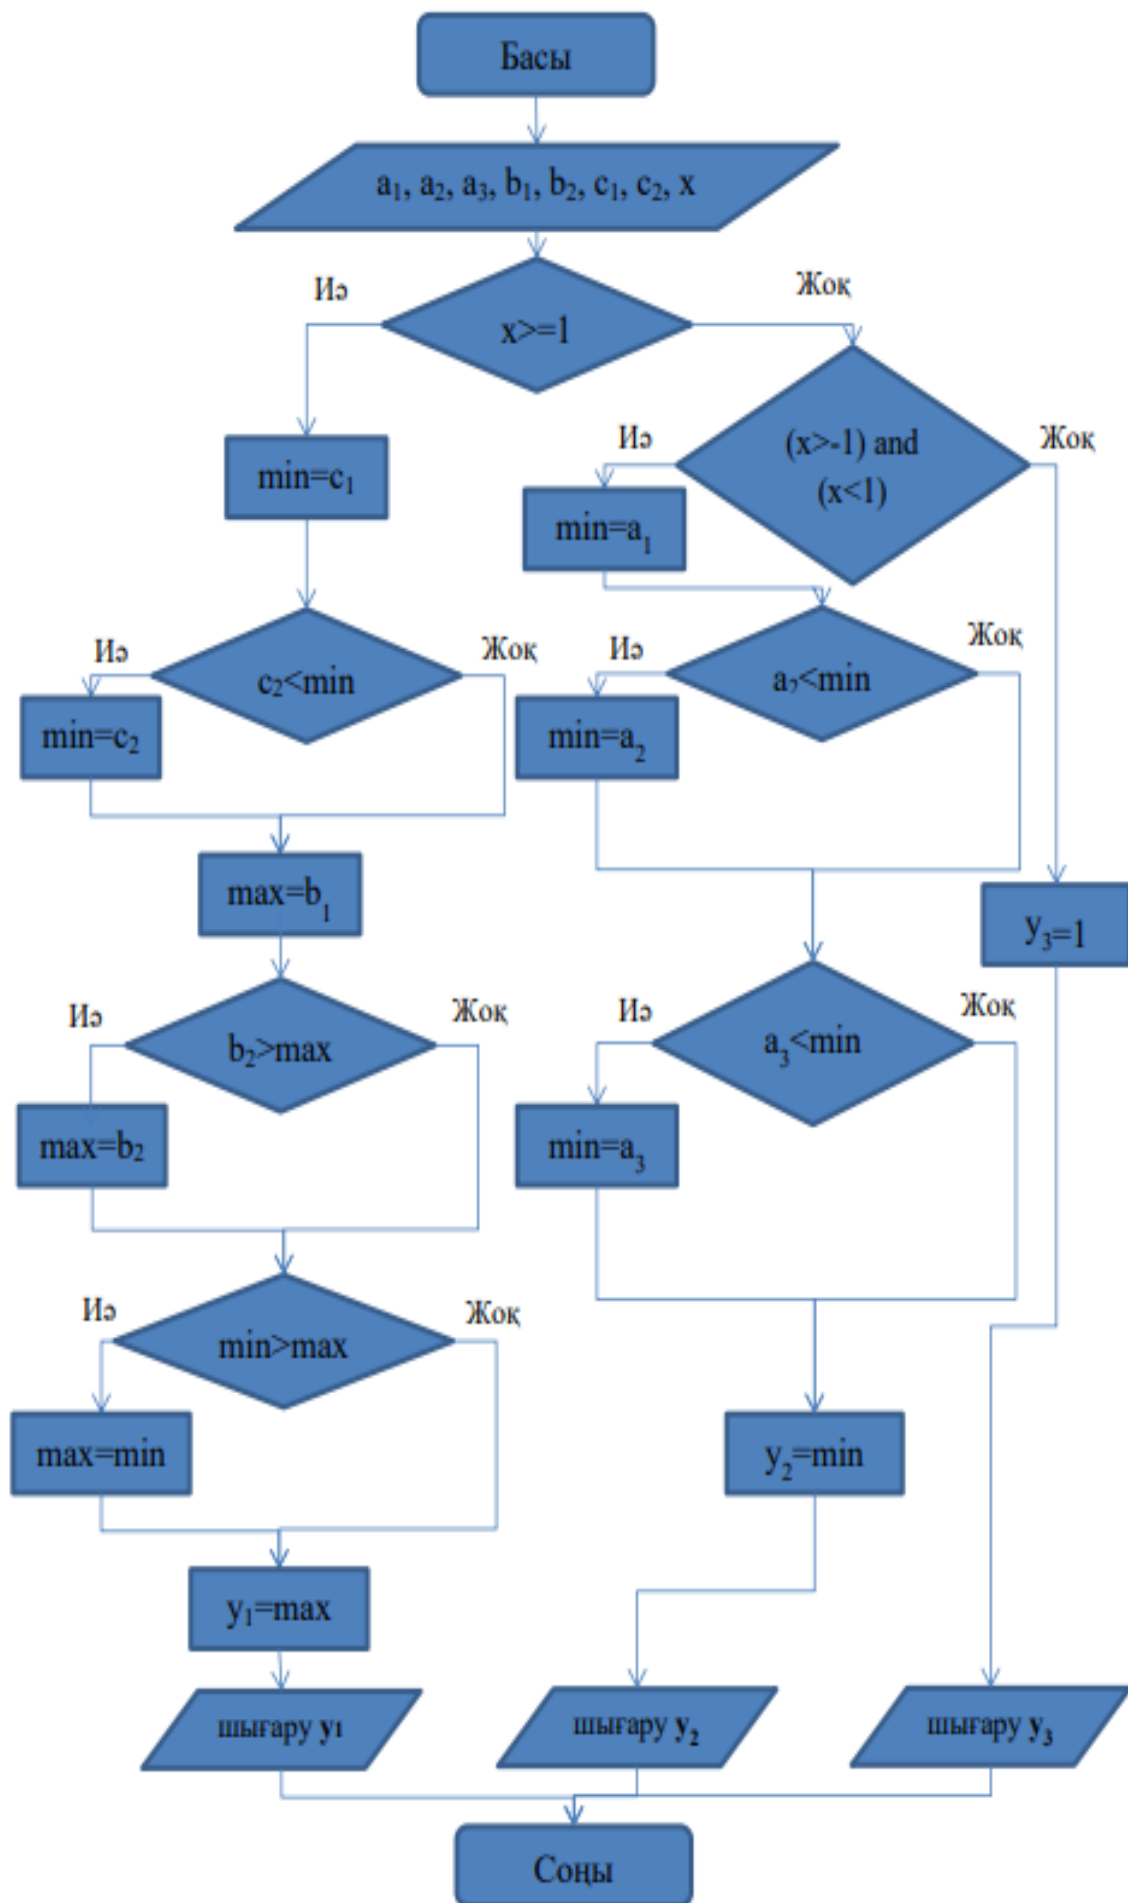 Басы
a₁, a₂, a₃, b₁, b₂, c₁, c₂, x
Иә
Жоқ
x>=1
Иә
(x>-1) and
(x<1)
Жоқ
min=c₁
min=a₁
Иә
Жоқ
c₂<min
Иә
Жоқ
a₂<min
min=c₂
min=a₂
max=b₁
y₃=1
Иә
Жоқ
b₂>max
Иә
Жоқ
a₃<min
max=b₂
min=a₃
Иә
Жоқ
min>max
max=min
y₂=min
y₁=max
шығару y₁
шығару y₂
шығару y₃
Соңы